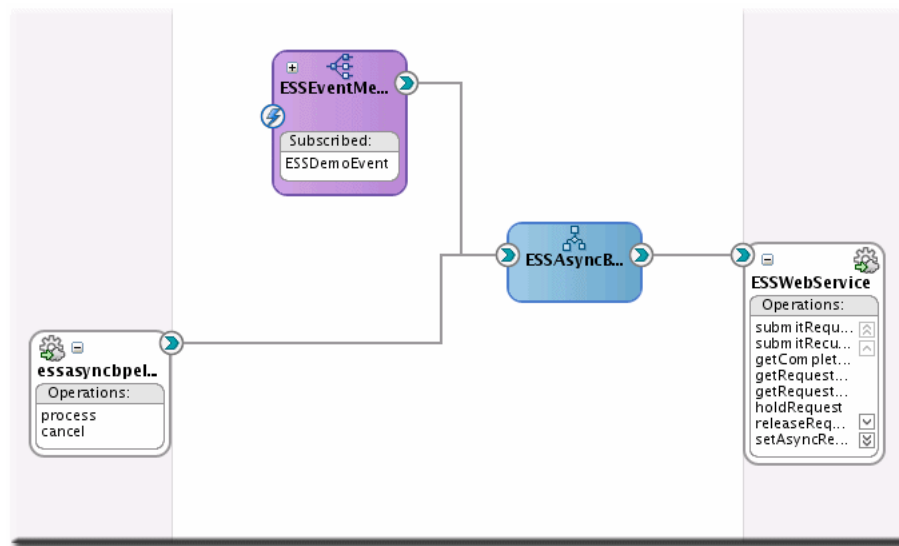 ESSEventMe...
Subscribed:
ESSDemoEvent
ESSAsyncB...
ESSWebService
Operations:
submitRequ...
submitRecu...
getComplet...
getRequest...
getRequest...
holdRequest
releaseReq...
setAsyncRe...
essasyncbpel...
Operations:
process
cancel